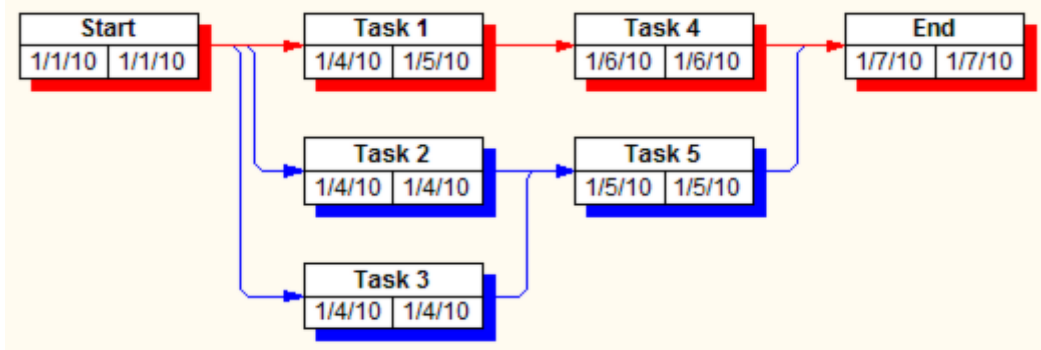 Start
1/1/10 1/1/10
Task 1
1/4/10 1/5/10
Task 4
1/6/10 1/6/10
End
1/7/10 1/7/10
Task 2
1/4/10 1/4/10
Task 5
1/5/10 1/5/10
Task 3
1/4/10 1/4/10